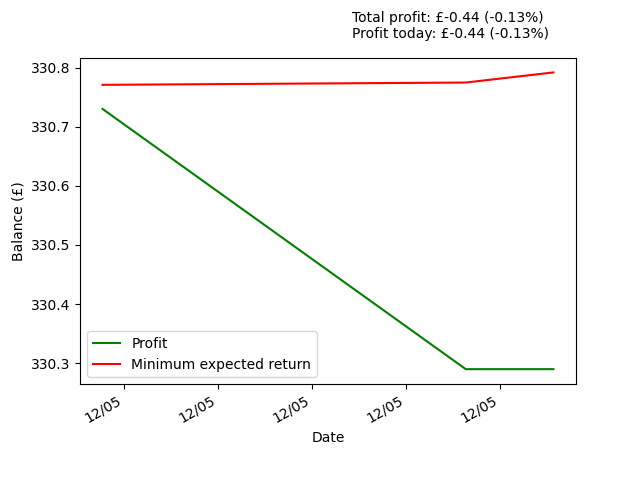 Total profit: £-0.44 (-0.13%)
Profit today: £-0.44 (-0.13%)
330.8
330.7
330.6
330.5
330.4
330.3
Balance (£)
Profit
Minimum expected return
12/05
12/05
12/05
12/05
12/05
Date